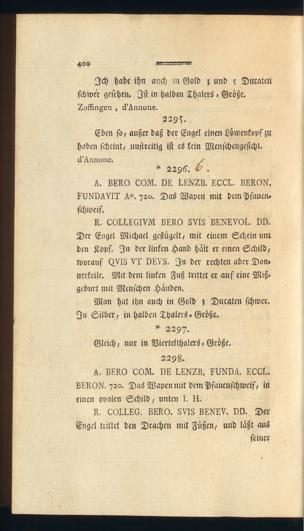 400
Ich habe ihn auch in Gold 3 und 5 Ducaten
schwer gesehen. Ist in halben Thalers-Größe.
Zoffingen, d'Annone.
2295.
Eben so, außer daß der Engel einen Löwenkopf zu
haben scheint, unstreitig ist es kein Menschengesicht.
d'Annone.
* 2296. 6.
A. BERO COM. DE LENZB. ECCL. BERON.
FUNDAVIT A°. 720. Das Wapen mit dem Pfauen-
schweif.
R. COLLEGIVM BERO SVIS BENEVOL. DD.
Der Engel Michael geflügelt, mit einem Schein um
den Kopf. In der linken Hand hält er einen Schild,
worauf QVIS VT DEVS. In der rechten aber Don-
nerkeile. Mit dem linken Fuß trittet er auf eine Miß-
geburt mit Menschen Händen.
Man hat ihn auch in Gold 3 Ducaten schwer.
In Silber, in halben Thalers-Größe.
* 2297.
Gleich, nur in Viertelthalers-Größe.
2298.
A. BERO COM. DE LENZB, FUNDA. ECCL.
BERON. 720. Das Wapen mit dem Pfauenschweif, in
einen ovalen Schild, unten I. H.
R. COLLEG. BERO. SVIS BENEV. DD. Der
Engel trittet den Drachen mit Füßen, und läßt aus
seiner